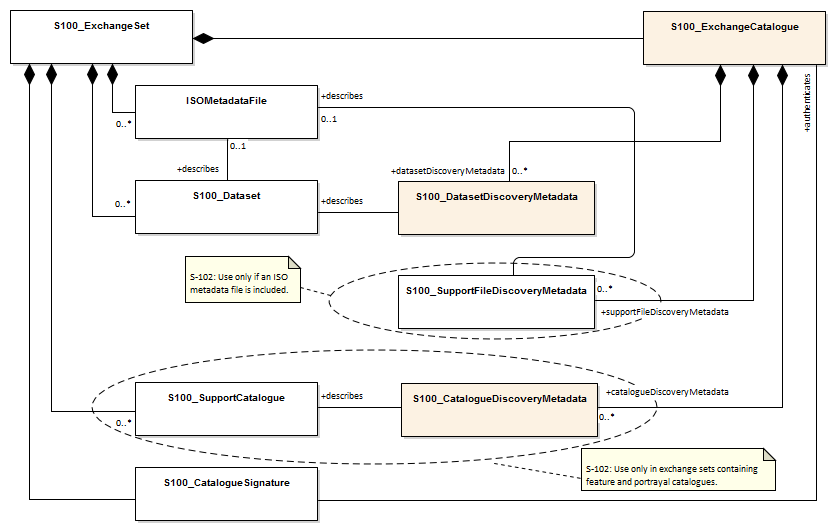 S100_ExchangeSet
S100_ExchangeCatalogue
+authenticates
ISOMetadataFile
+describes
0..1
0..*
0..1
+describes
+datasetDiscoveryMetadata
0..*
S100_Dataset
+describes
S100_DatasetDiscoveryMetadata
0..*
S-102: Use only if an ISO
metadata file is included.
S100_SupportFileDiscoveryMetadata
0..*
+supportFileDiscoveryMetadata
S100_SupportCatalogue
+describes
S100_CatalogueDiscoveryMetadata
+catalogueDiscoveryMetadata
0..*
0..*
S-102: Use only in exchange sets containing
feature and portrayal catalogues.
S100_CatalogueSignature